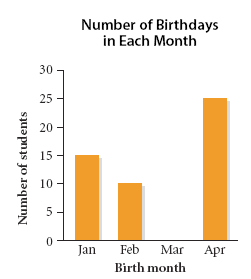 Number of Birthdays
in Each Month
Number of students
30
25
20
15
10
5
0
Jan Feb Mar Apr
Birth month